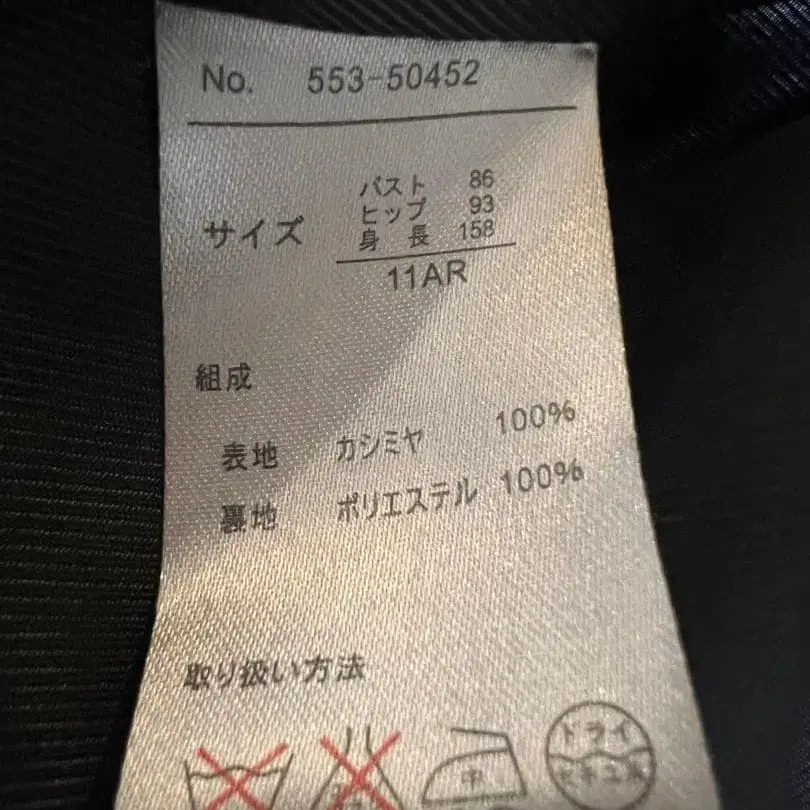 No. 553-50452
サイズ
バスト 86
ヒップ 93
身長 158
11AR
組成
表地 カシミヤ 100%
裏地 ポリエステル 100%
取り扱い方法
中
ドライ